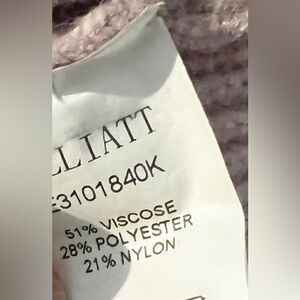 LLIATT
E3101840K
51% VISCOSE
28% POLYESTER
21% NYLON